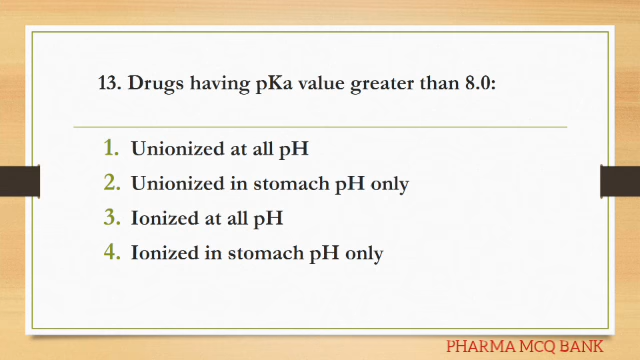 13. Drugs having pKa value greater than 8.0:
1. Unionized at all pH
2. Unionized in stomach pH only
3. Ionized at all pH
4. Ionized in stomach pH only
PHARMA MCQ BANK